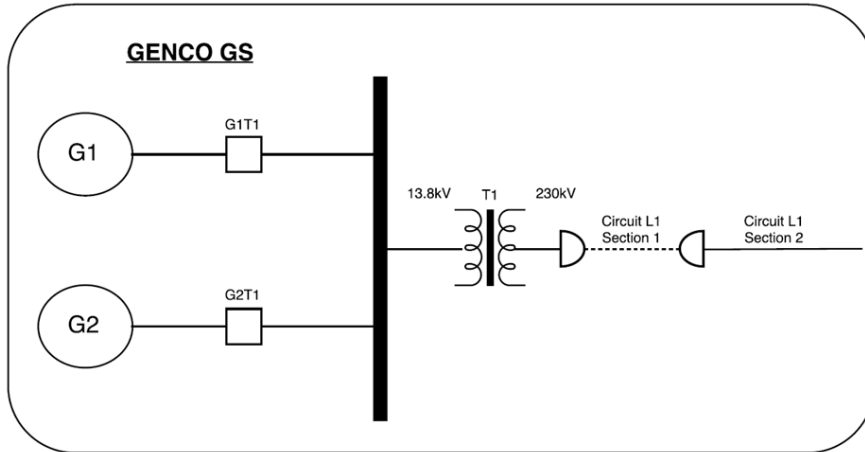 GENCO GS
G1
G1T1
13.8kV
T1
230kV
Circuit L1
Section 1
Circuit L1
Section 2
G2
G2T1